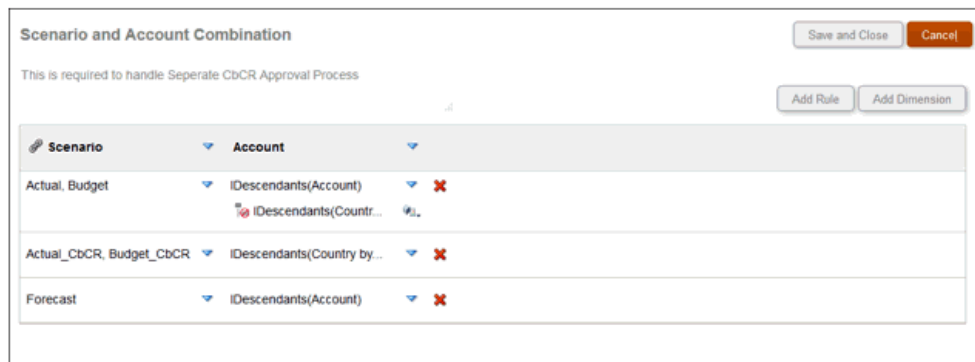 Scenario and Account Combination
Save and Close
Cancel
This is required to handle Seperate CbCR Approval Process
Add Rule
Add Dimension
Scenario Account
Actual, Budget IDescendants(Account)
IDescendants(Countr...
Actual_CbCR, Budget_CbCR IDescendants(Country by...
Forecast IDescendants(Account)